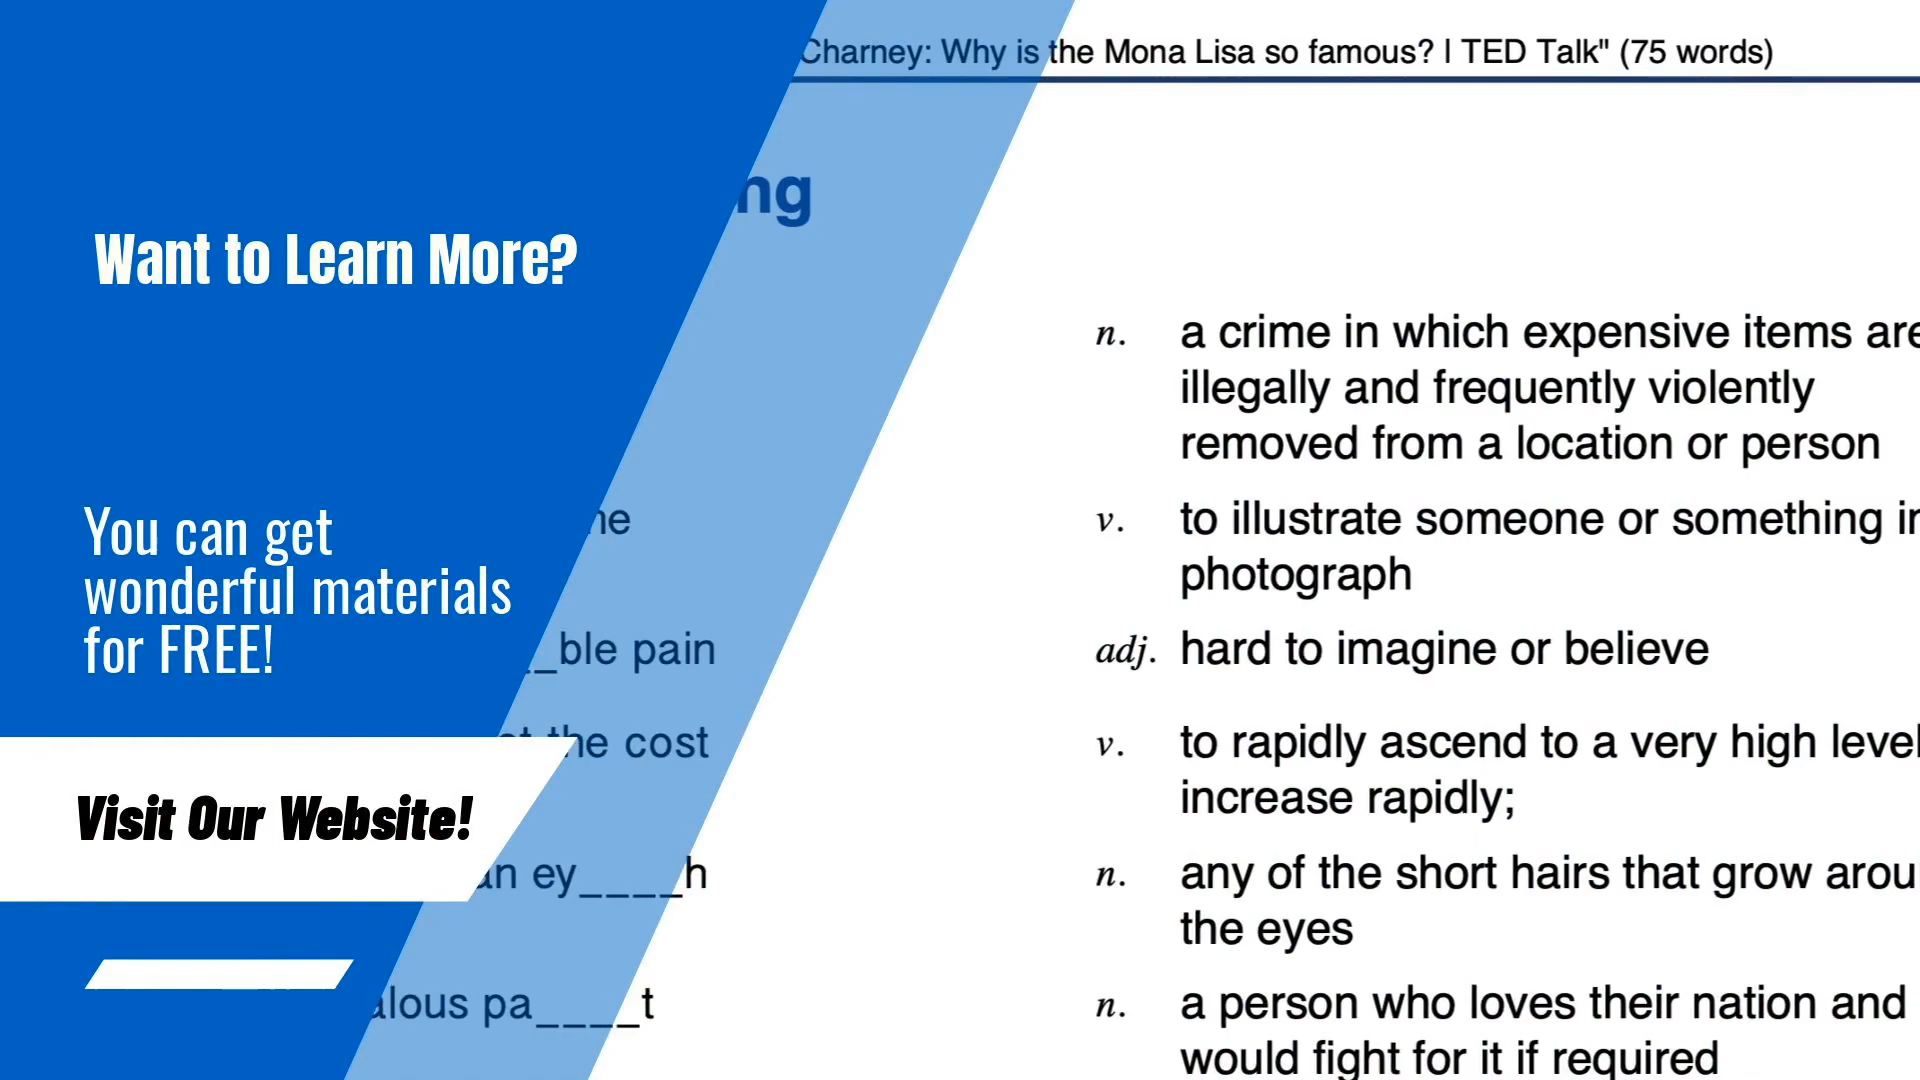 Charney: Why is the Mona Lisa so famous? | TED Talk" (75 words)
ng
Want to Learn More?
You can get
wonderful materials
for FREE!
Visit Our Website!
n. a crime in which expensive items are
illegally and frequently violently
removed from a location or person
v. to illustrate someone or something in
photograph
_ble pain
adj. hard to imagine or believe
the cost
v. to rapidly ascend to a very high level
increase rapidly;
an ey____h
n. any of the short hairs that grow arou
the eyes
alous pa____t
n. a person who loves their nation and
would fight for it if required